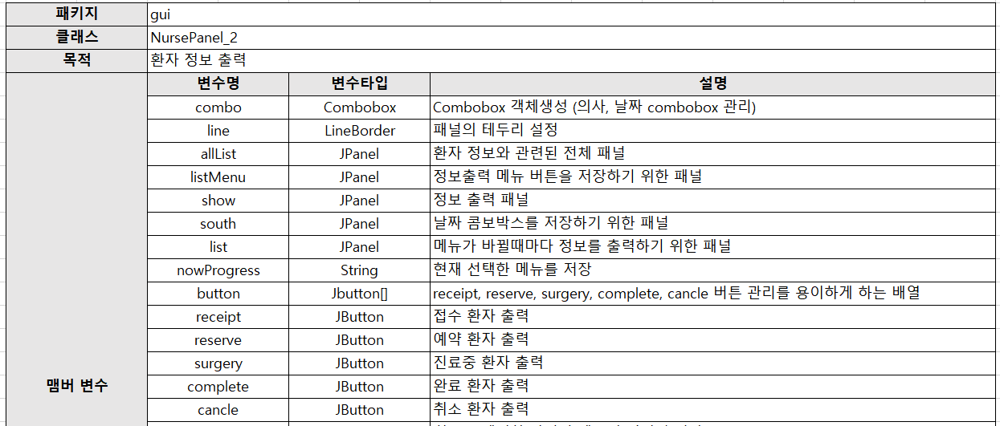 패키지 gui
클래스 NursePanel_2
목적 환자 정보 출력
변수명 변수타입 설명
combo Combobox Combobox 객체생성 (의사, 날짜 combobox 관리)
line LineBorder 패널의 테두리 설정
allList JPanel 환자 정보와 관련된 전체 패널
listMenu JPanel 정보출력 메뉴 버튼을 저장하기 위한 패널
show JPanel 정보 출력 패널
south JPanel 날짜 콤보박스를 저장하기 위한 패널
list JPanel 메뉴가 바뀔때마다 정보를 출력하기 위한 패널
nowProgress String 현재 선택한 메뉴를 저장
button Jbutton[] receipt, reserve, surgery, complete, cancle 버튼 관리를 용이하게 하는 배열
receipt JButton 접수 환자 출력
reserve JButton 예약 환자 출력
surgery JButton 진료중 환자 출력
맴버 변수 complete JButton 완료 환자 출력
cancle JButton 취소 환자 출력